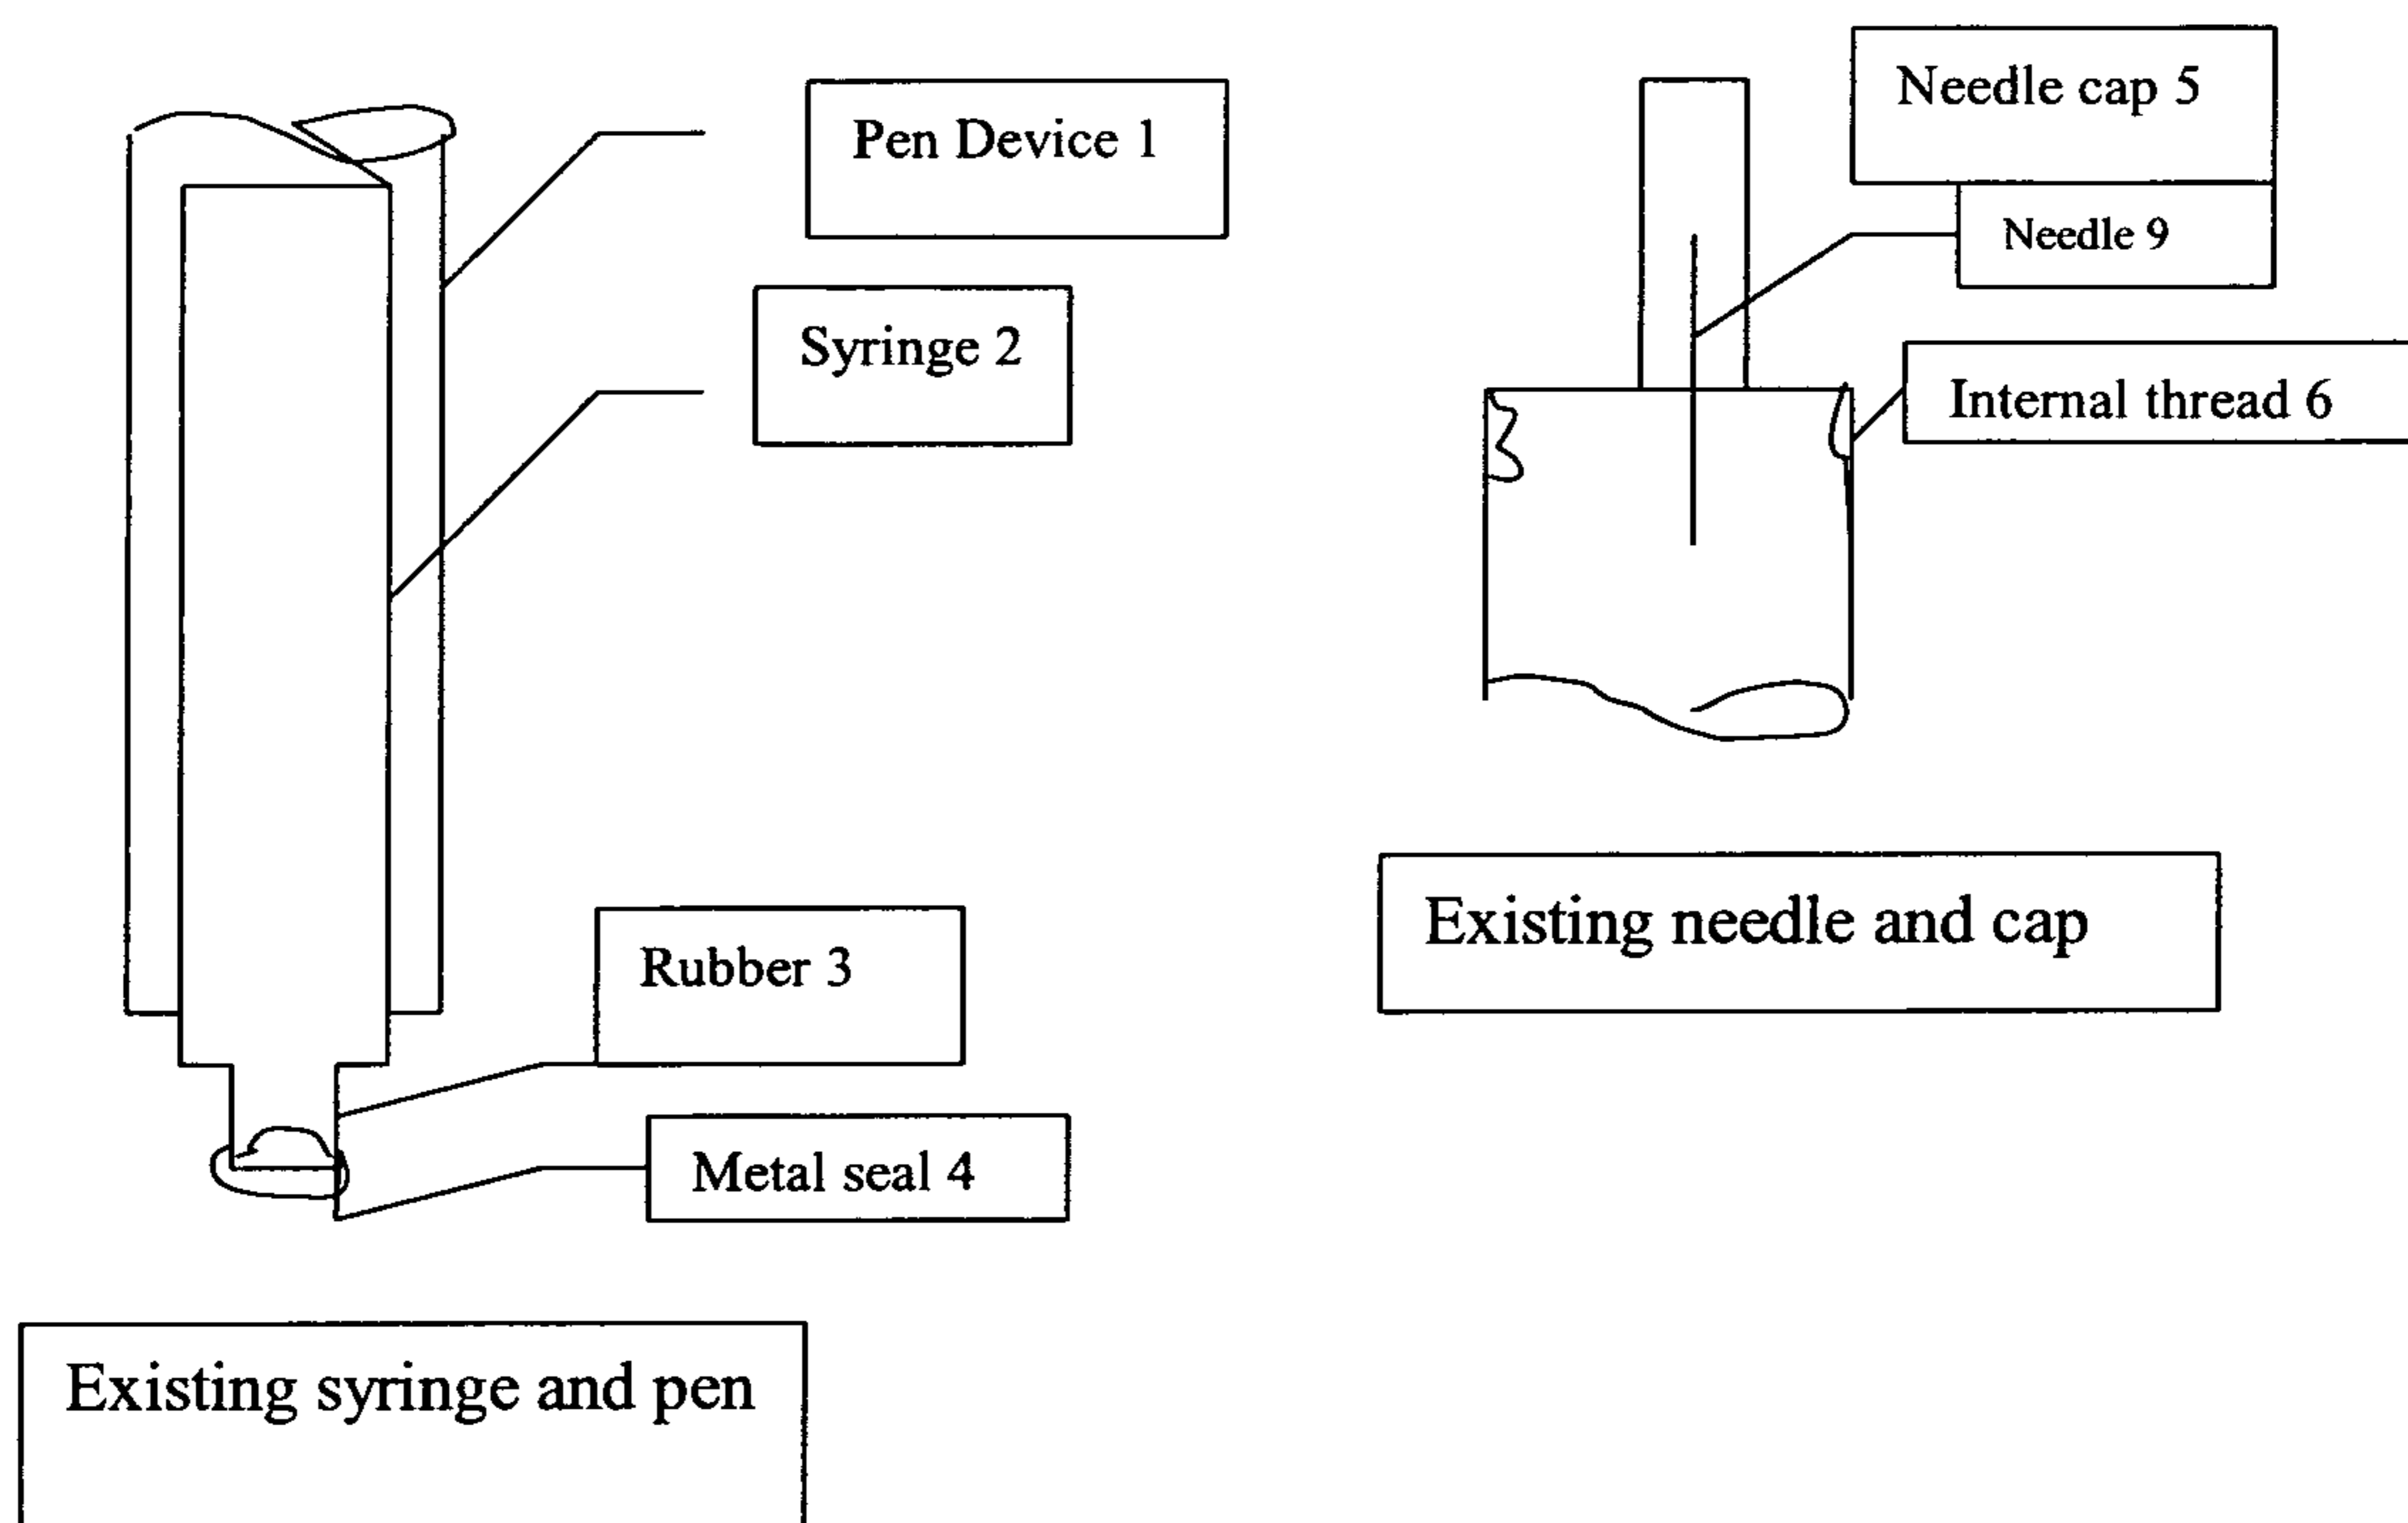 Pen Device 1
Syringe 2
Rubber 3
Metal seal 4
Existing syringe and pen
Needle cap 5
Needle 9
Internal thread 6
Existing needle and cap